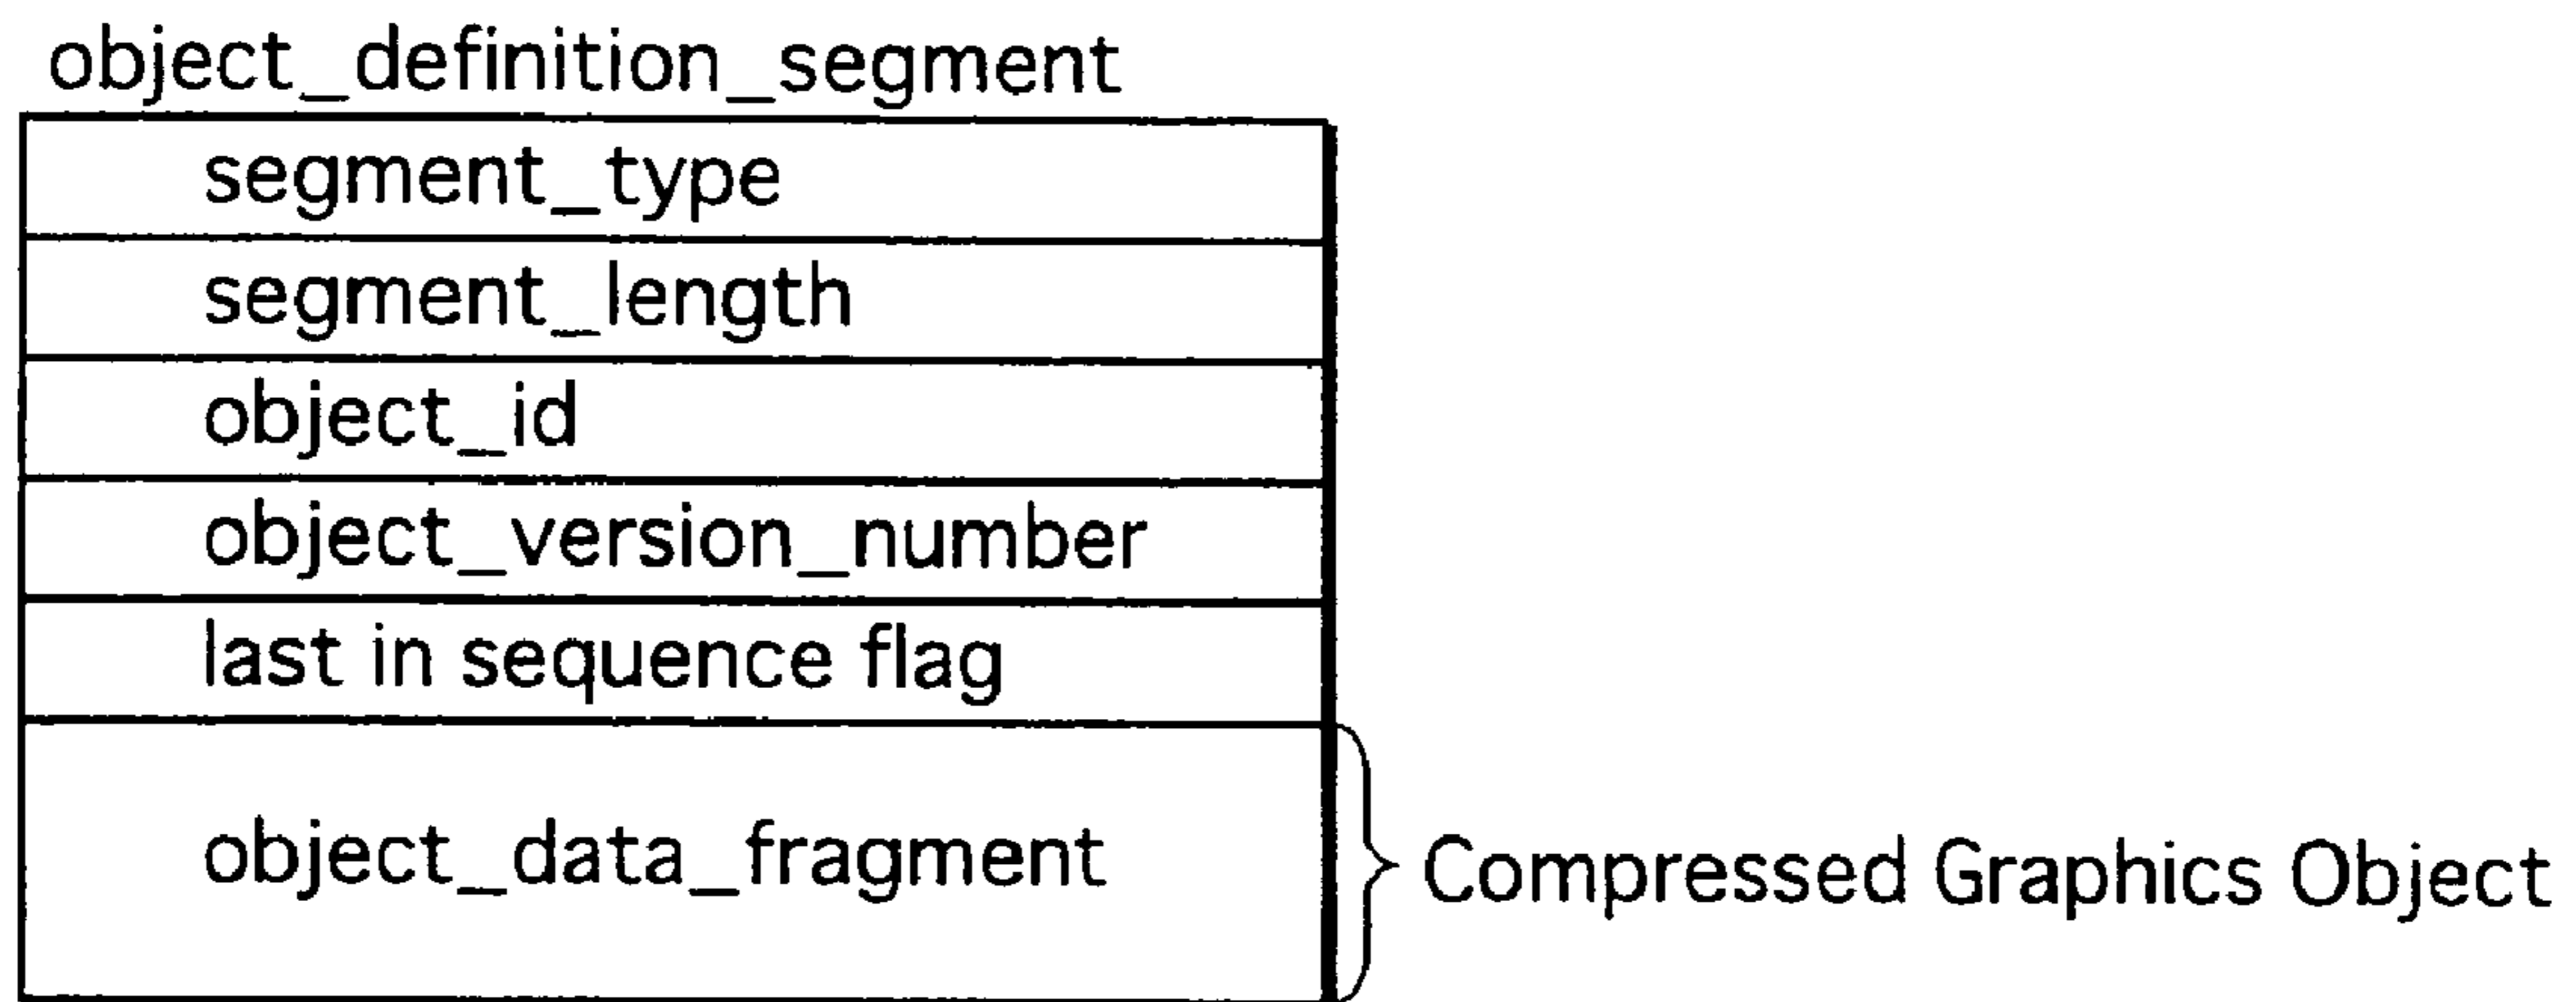 object_definition_segment
segment_type
segment_length
object_id
object_version_number
last in sequence flag
object_data_fragment
Compressed Graphics Object